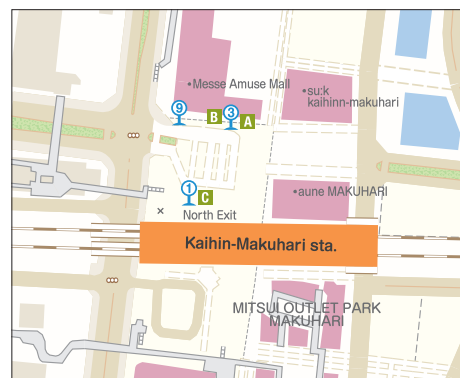 Messe Amuse Mall
su:k
kaihinn-makuhari
9
B
3
A
1
C
aune MAKUHARI
North Exit
Kaihin-Makuhari sta.
MITSUI OUTLET PARK
MAKUHARI